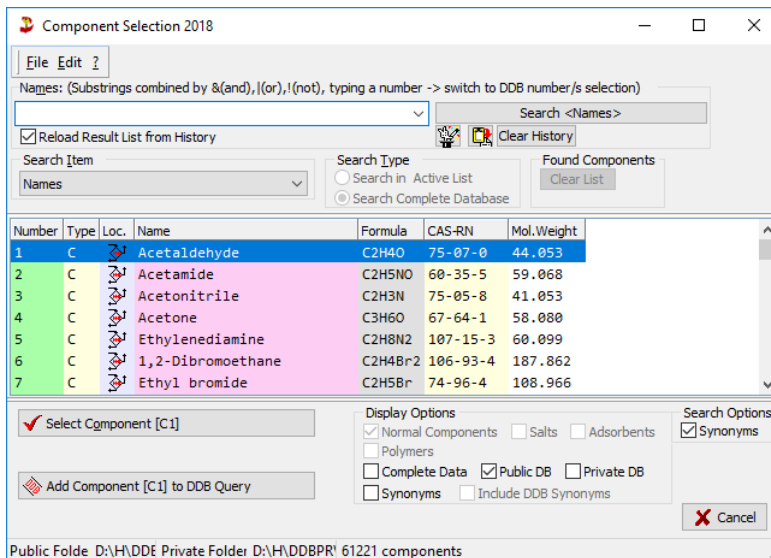 Component Selection 2018
File Edit ?
Names: (Substrings combined by &(and),|(or),!(not), typing a number -> switch to DDB number/s selection)
Search <Names>
Reload Result List from History
Clear History
Search Item
Search Type
Found Components
Names
Search in Active List
Clear List
Search Complete Database
Number Type Loc. Name Formula CAS-RN Mol.Weight
1 C Acetaldehyde C2H4O 75-07-0 44.053
2 C Acetamide C2H5NO 60-35-5 59.068
3 C Acetonitrile C2H3N 75-05-8 41.053
4 C Acetone C3H6O 67-64-1 58.080
5 C Ethylenediamine C2H8N2 107-15-3 60.099
6 C 1,2-Dibromoethane C2H4Br2 106-93-4 187.862
7 C Ethyl bromide C2H5Br 74-96-4 108.966
Select Component [C1]
Add Component [C1] to DDB Query
Display Options
Normal Components Salts Adsorbents
Polymers
Complete Data Public DB Private DB
Synonyms Include DDB Synonyms
Search Options
Synonyms
Cancel
Public Folde D:\H\DDE Private Folder D:\H\DDBPR' 61221 components